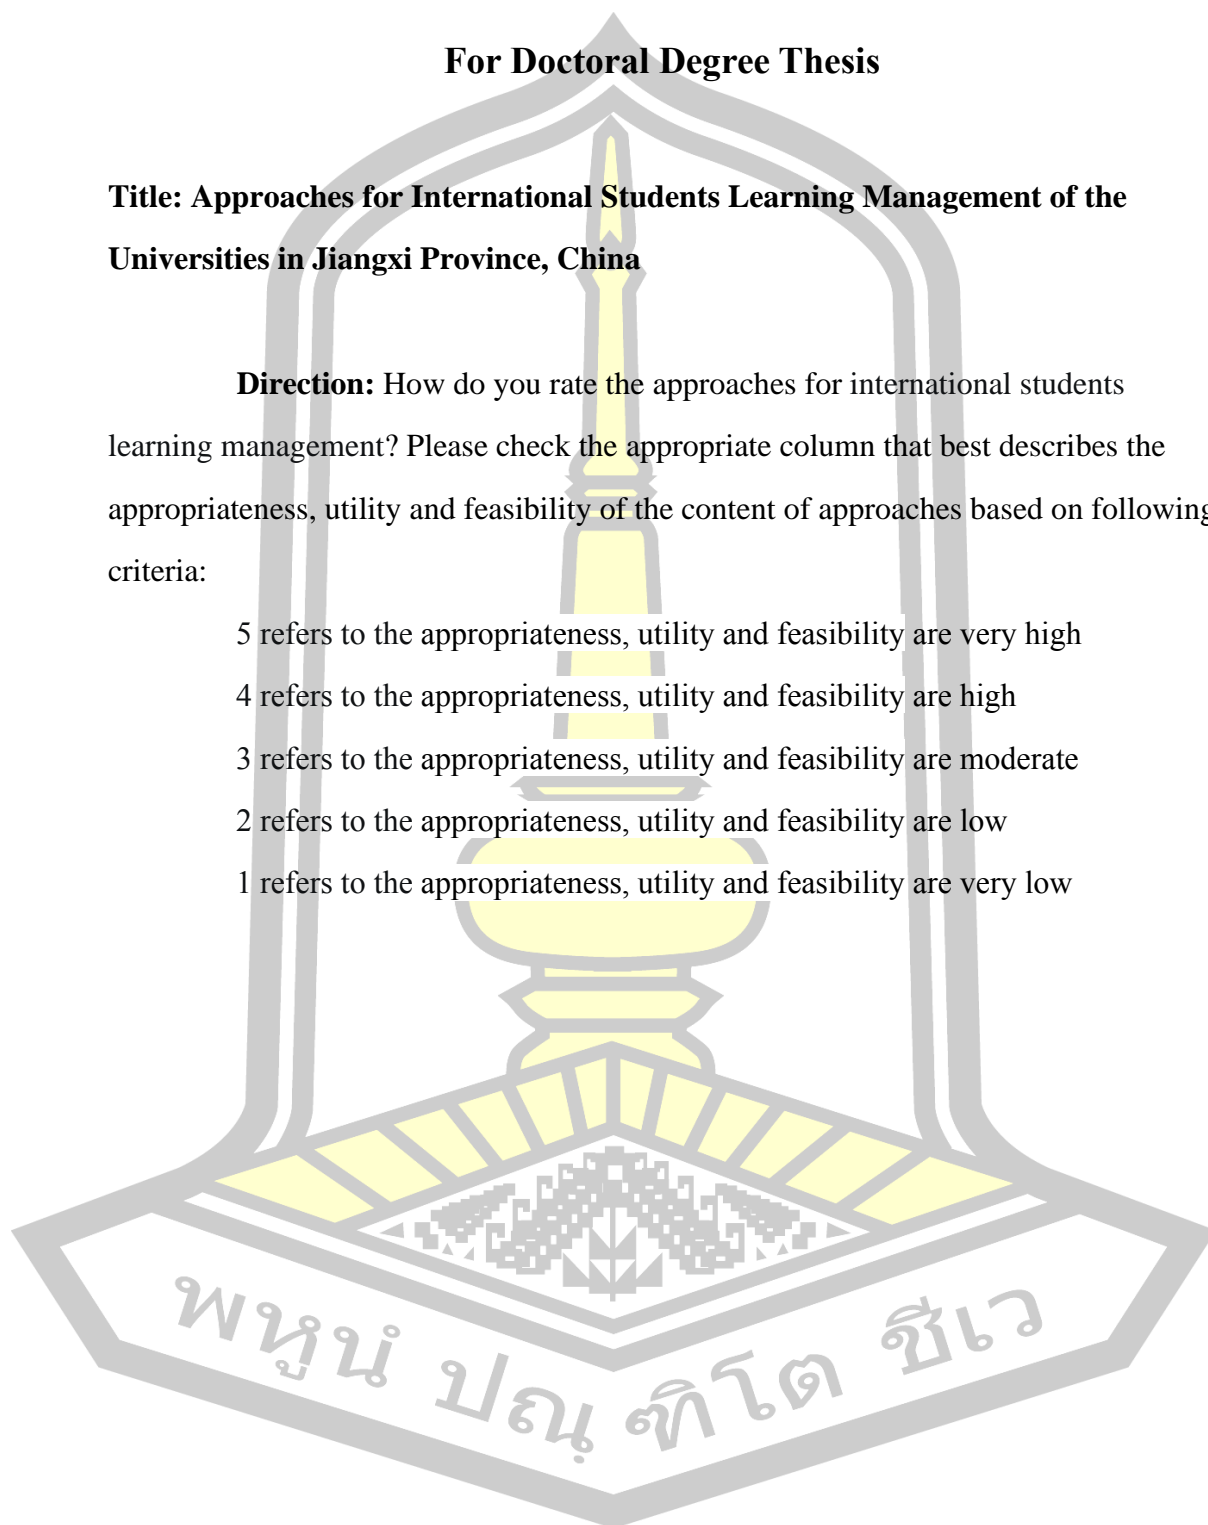 For Doctoral Degree Thesis
Title: Approaches for International Students Learning Management of the
Universities in Jiangxi Province, China
Direction: How do you rate the approaches for international students
learning management? Please check the appropriate column that best describes the
appropriateness, utility and feasibility of the content of approaches based on following
criteria:
5 refers to the appropriateness, utility and feasibility are very high
4 refers to the appropriateness, utility and feasibility are high
3 refers to the appropriateness, utility and feasibility are moderate
2 refers to the appropriateness, utility and feasibility are low
1 refers to the appropriateness, utility and feasibility are very low
พหูนํ ปณฺฑิโต ชีเว